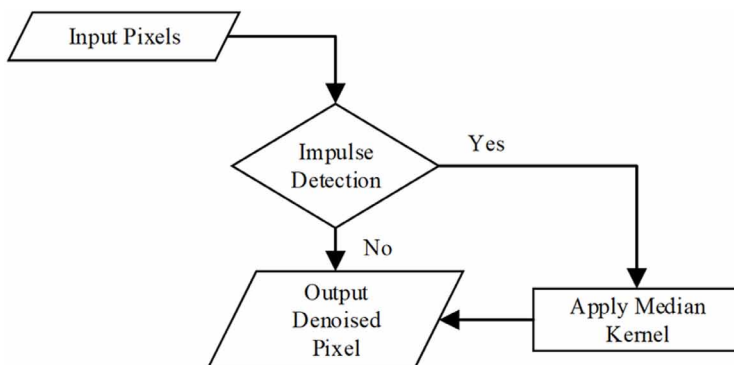 Input Pixels
Impulse
Detection
Yes
No
Output
Denoised
Pixel
Apply Median
Kernel